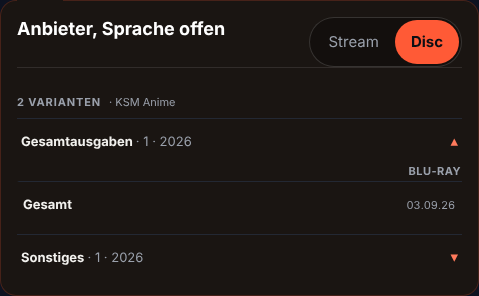 Anbieter, Sprache offen
Stream Disc
2 VARIANTEN · KSM Anime
Gesamtausgaben · 1 · 2026 ▲
BLU-RAY
Gesamt 03.09.26
Sonstiges · 1 · 2026 ▼